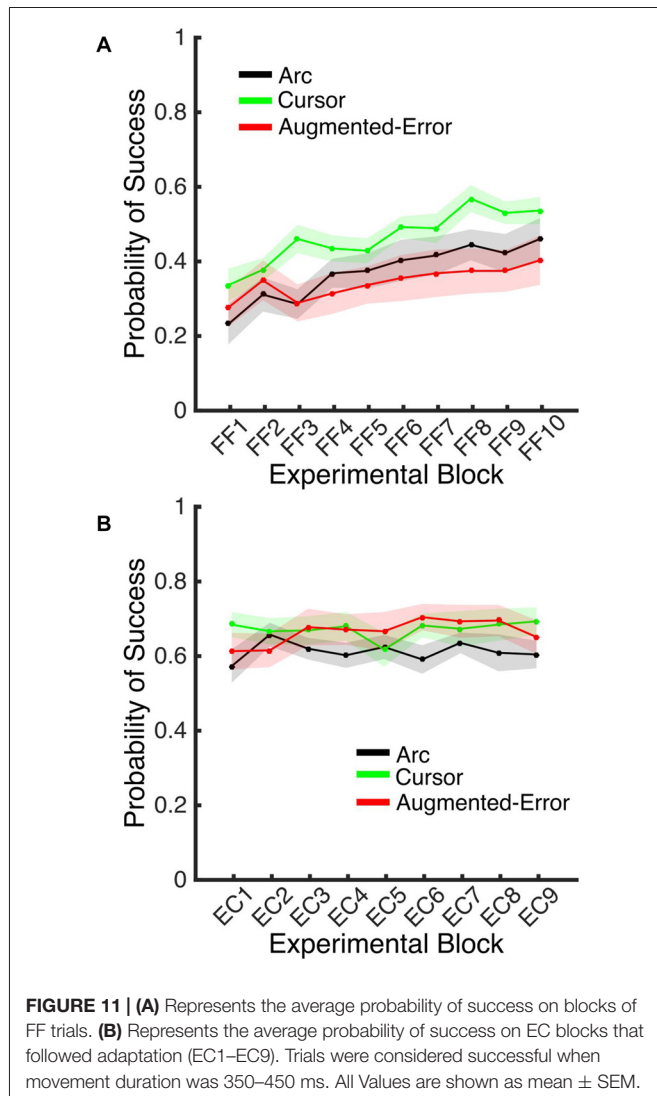 A
1
Arc
Cursor
Augmented-Error
0.8
0.6
0.4
0.2
0
Probability of Success
FF1 FF2 FF3 FF4 FF5 FF6 FF7 FF8 FF9 FF10
Experimental Block
B
1
0.8
0.6
0.4
0.2
0
Probability of Success
Arc
Cursor
Augmented-Error
EC1 EC2 EC3 EC4 EC5 EC6 EC7 EC8 EC9
Experimental Block
FIGURE 11 | (A) Represents the average probability of success on blocks of
FF trials. (B) Represents the average probability of success on EC blocks that
followed adaptation (EC1–EC9). Trials were considered successful when
movement duration was 350–450 ms. All Values are shown as mean ± SEM.